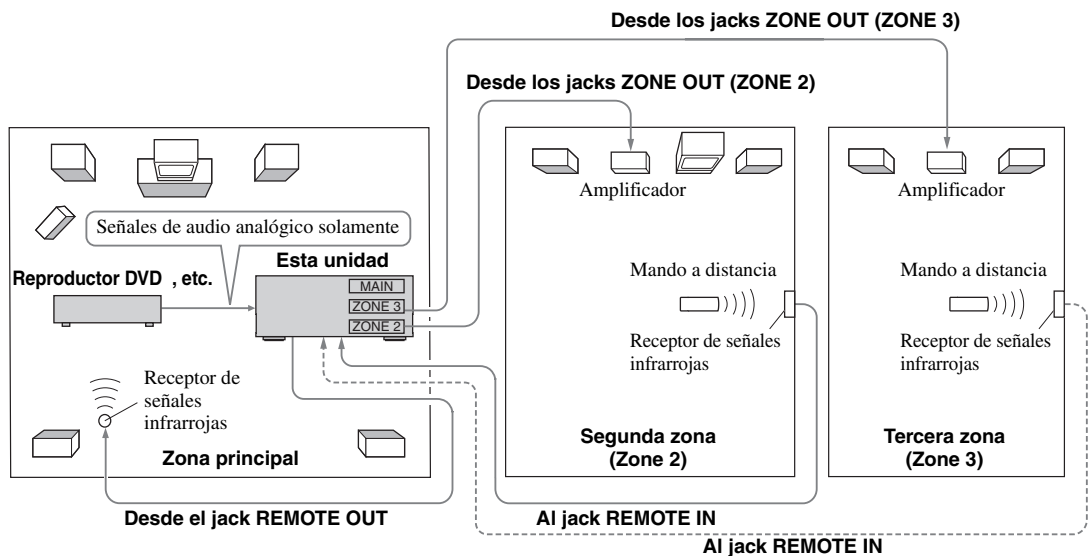 Desde los jacks ZONE OUT (ZONE 3)
Desde los jacks ZONE OUT (ZONE 2)
Señales de audio analógico solamente
Reproductor DVD , etc.
Esta unidad
MAIN
ZONE 3
ZONE 2
Receptor de
señales
infrarrojas
Zona principal
Desde el jack REMOTE OUT
Amplificador
Mando a distancia
Receptor de señales
infrarrojas
Segunda zona
(Zone 2)
Al jack REMOTE IN
Amplificador
Mando a distancia
Receptor de señales
infrarrojas
Tercera zona
(Zone 3)
Al jack REMOTE IN